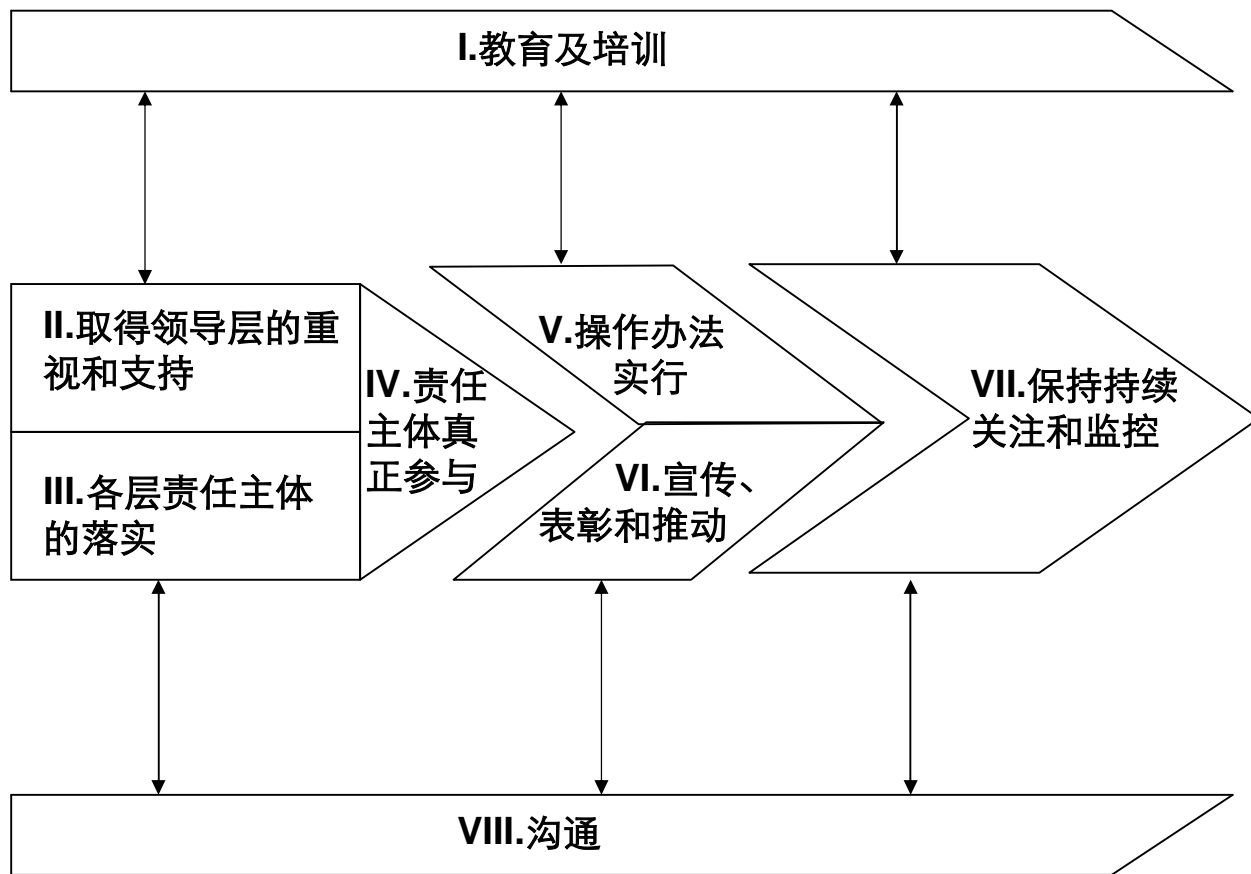 I.教育及培训
II.取得领导层的重
视和支持
III.各层责任主体
的落实
IV.责任
主体真
正参与
V.操作办法
实行
VI.宣传、
表彰和推动
VII.保持持续
关注和监控
VIII.沟通